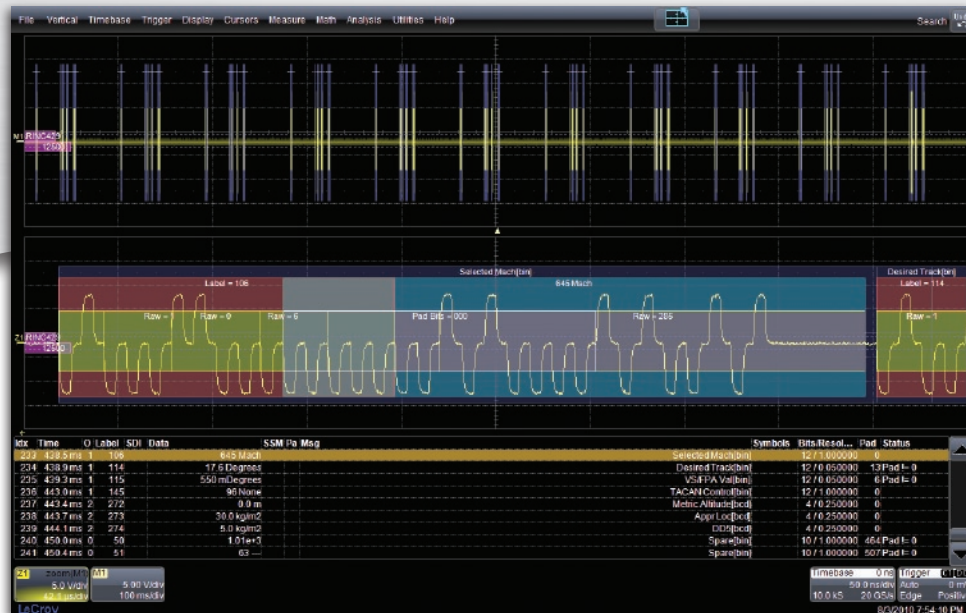 File Vertical Timebase Trigger Display Cursors Measure Math Analysis Utilities Help
Search
M1
12500
Selected Mach[bin] Desired Track[bin]
Label = 106 645 Mach Label = 114
Raw = 1 Raw = 0 Raw = 6 Pad Bits = 000 Raw = 1
Z1
12500
Idx Time O Label SDI Data SSM Pa Msg Symbols Bits/Resol... Pad Status
233 438.5 ms 1 106 645 Mach Selected Mach[bin] 12 / 1.000000 0
234 438.9 ms 1 114 17.6 Degrees Desired Track[bin] 12 / 0.050000 13 Pad != 0
235 439.3 ms 1 115 550 mDegrees VS/FPA Val[bin] 12 / 0.050000 6 Pad != 0
236 443.0 ms 1 145 96 None TACAN Control[bin] 12 / 1.000000 0
237 443.4 ms 2 272 0.0 m Metric Altitude[bcd] 4 / 0.250000 0
238 443.7 ms 2 273 30.0 kg/m2 Appr Loc[bcd] 4 / 0.250000 0
239 444.1 ms 2 274 5.0 kg/m2 DD5[bcd] 4 / 0.250000 0
240 450.0 ms 0 50 1.01e+3 Spare[bin] 10 / 1.000000 464 Pad != 0
241 450.4 ms 0 51 63 --- Spare[bin] 10 / 1.000000 507 Pad != 0
Z1 zoom(M1) M1 Timebase 0 ns Trigger
5.0 V/div 5.00 V/div 50.0 ns/div Auto 0 mV
100 ms/div 10.0 kS 20 GS/s Edge Positive
LeCroy 8/3/2010 7:54:10 PM